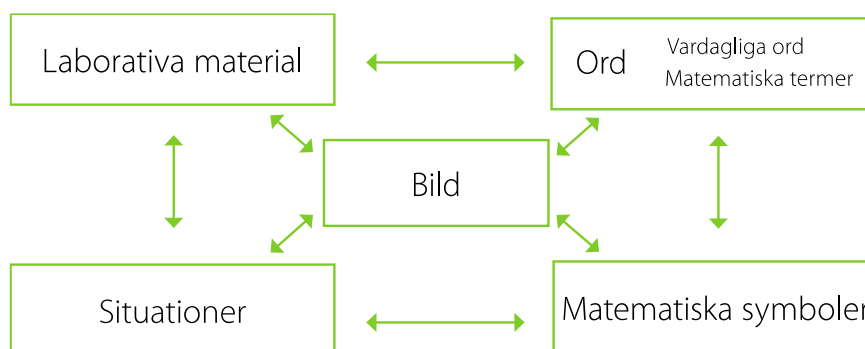 Laborativa material
Ord
Vardagliga ord
Matematiska termer
Bild
Situationer
Matematiska symboler